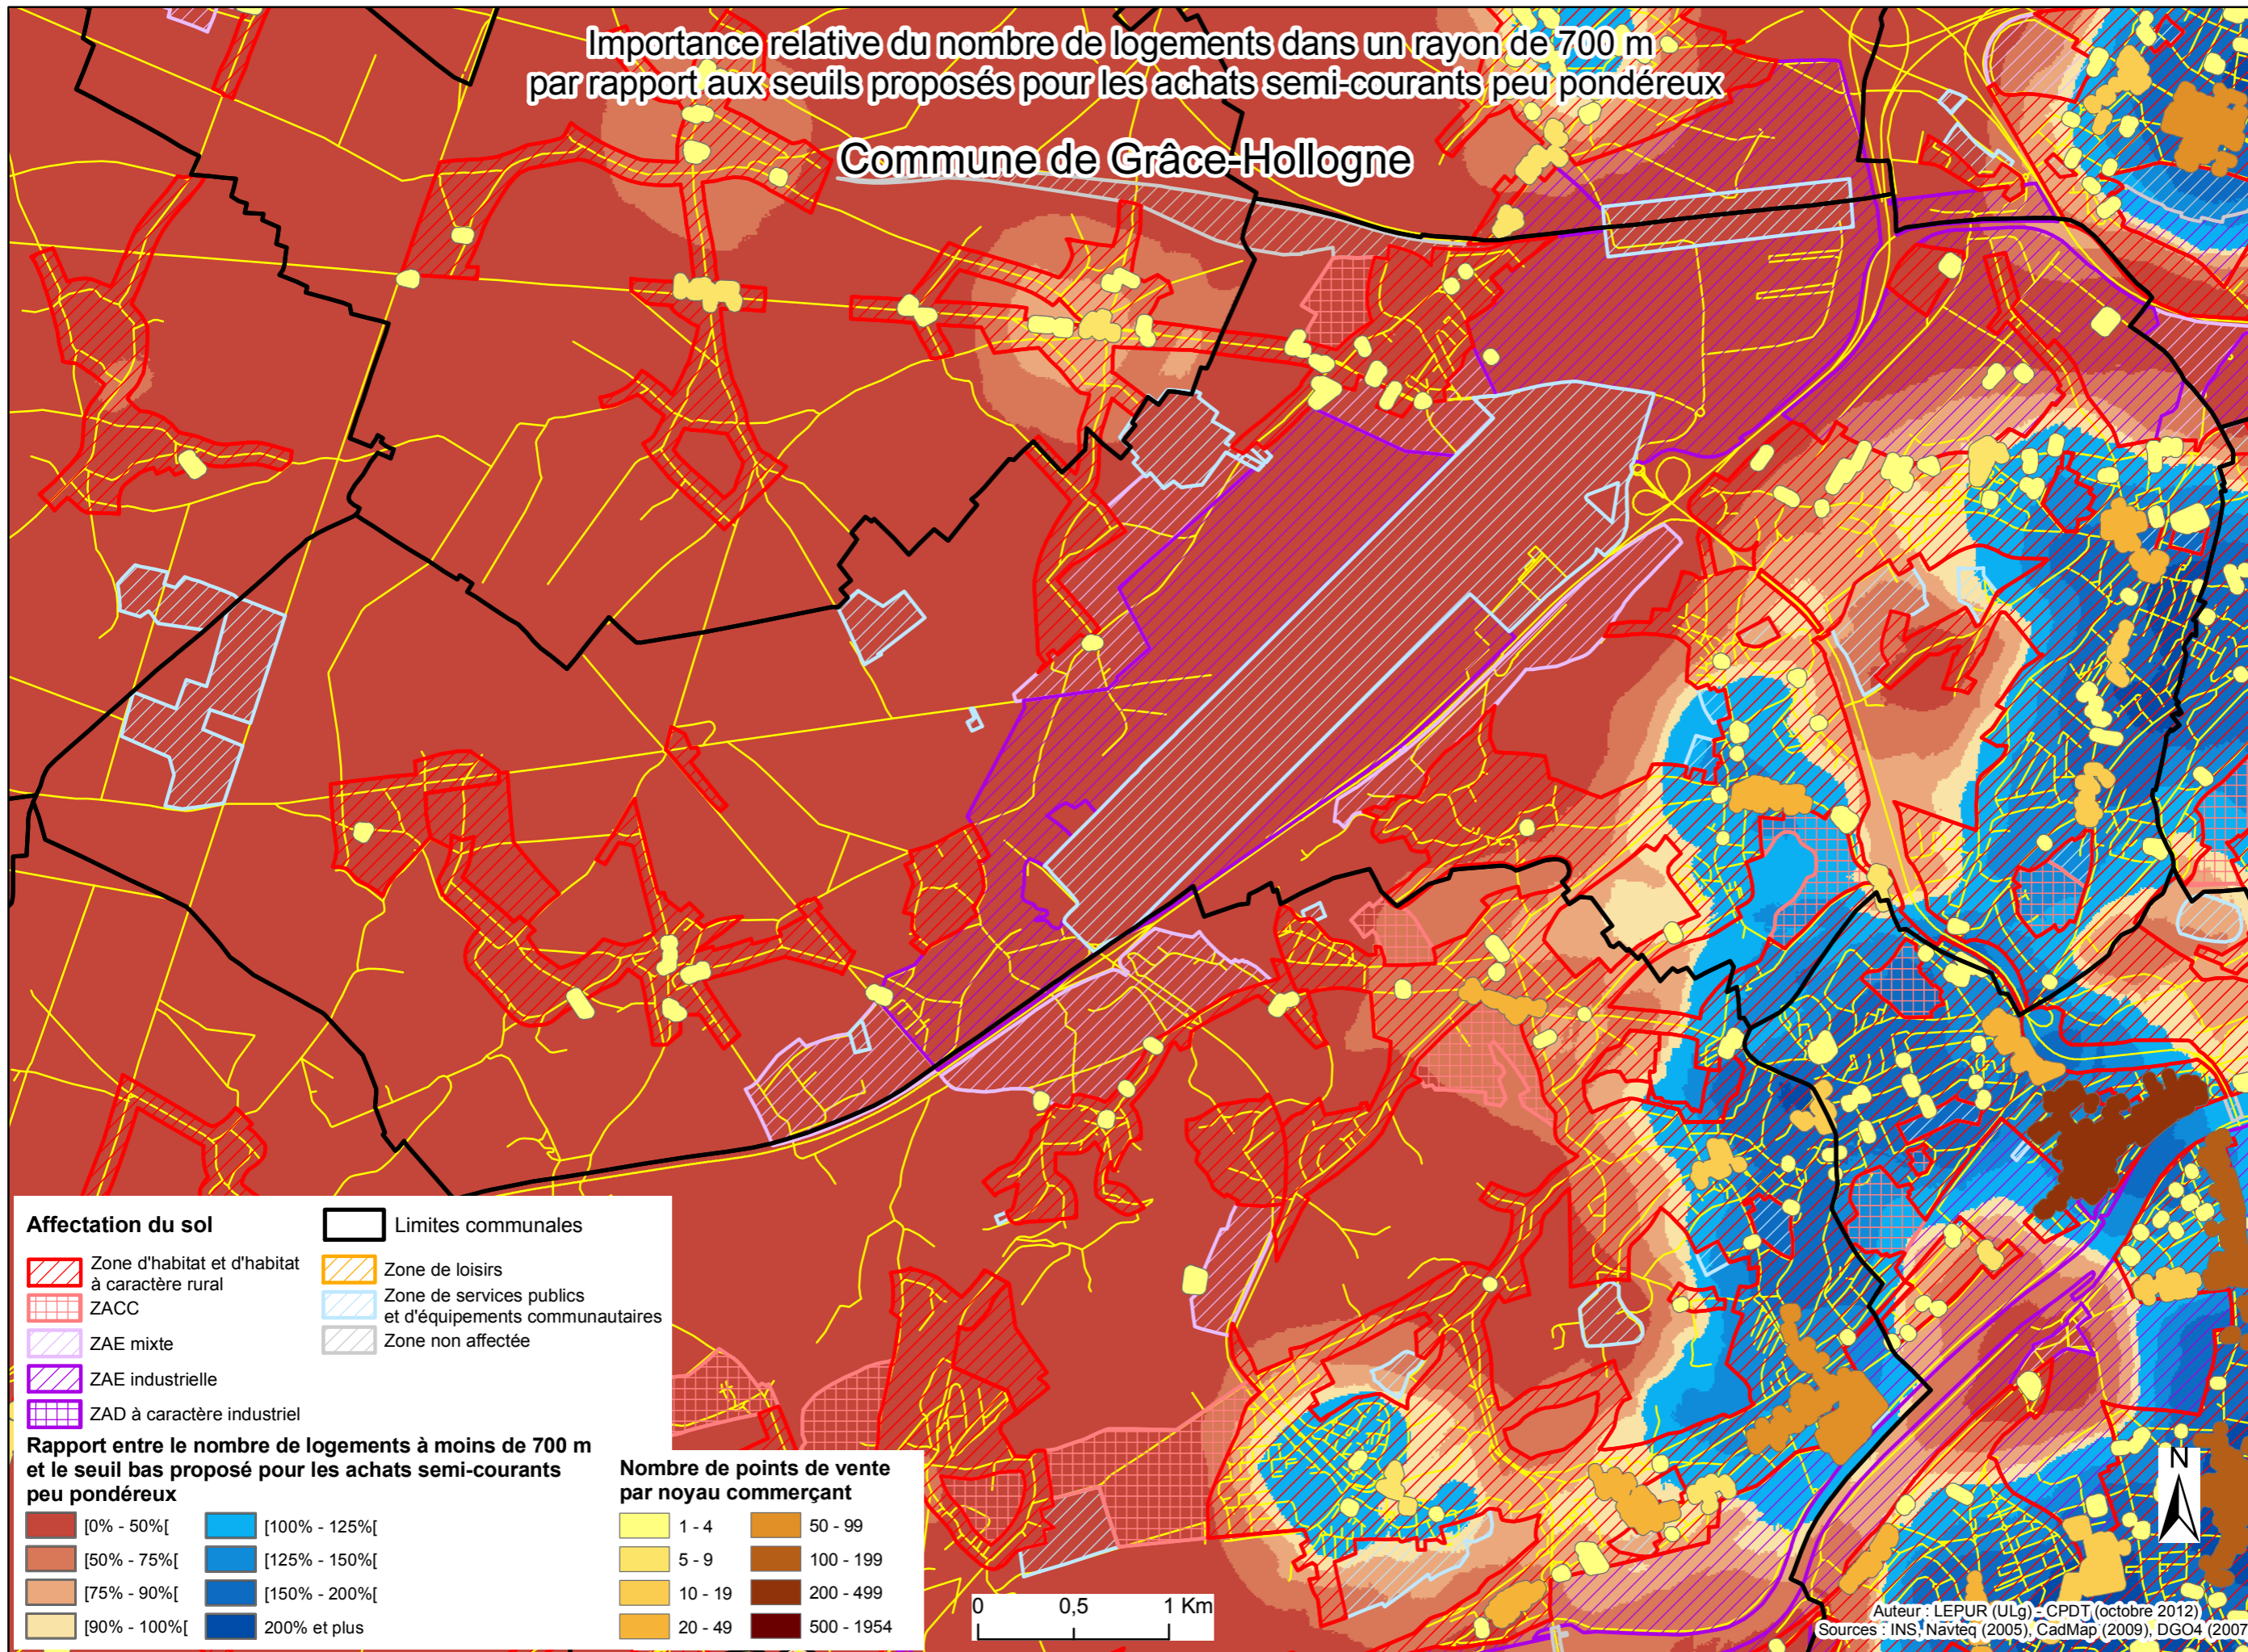 Importance relative du nombre de logements dans un rayon de 700 m
par rapport aux seuils proposés pour les achats semi-courants peu pondéreux
Commune de Grâce-Hollogne
Affectation du sol
Zone d'habitat et d'habitat
à caractère rural
ZACC
ZAE mixte
ZAE industrielle
ZAD à caractère industriel
Limites communales
Zone de loisirs
Zone de services publics
et d'équipements communautaires
Zone non affectée
Rapport entre le nombre de logements à moins de 700 m
et le seuil bas proposé pour les achats semi-courants
peu pondéreux
[0% - 50%[
[50% - 75%[
[75% - 90%[
[90% - 100%[
[100% - 125%[
[125% - 150%[
[150% - 200%[
200% et plus
Nombre de points de vente
par noyau commerçant
1 - 4
5 - 9
10 - 19
20 - 49
50 - 99
100 - 199
200 - 499
500 - 1954
0 0,5 1 Km
N
Auteur : LEPUR (ULg) - CPDT (octobre 2012)
Sources : INS, Navteq (2005), CadMap (2009), DGO4 (2007